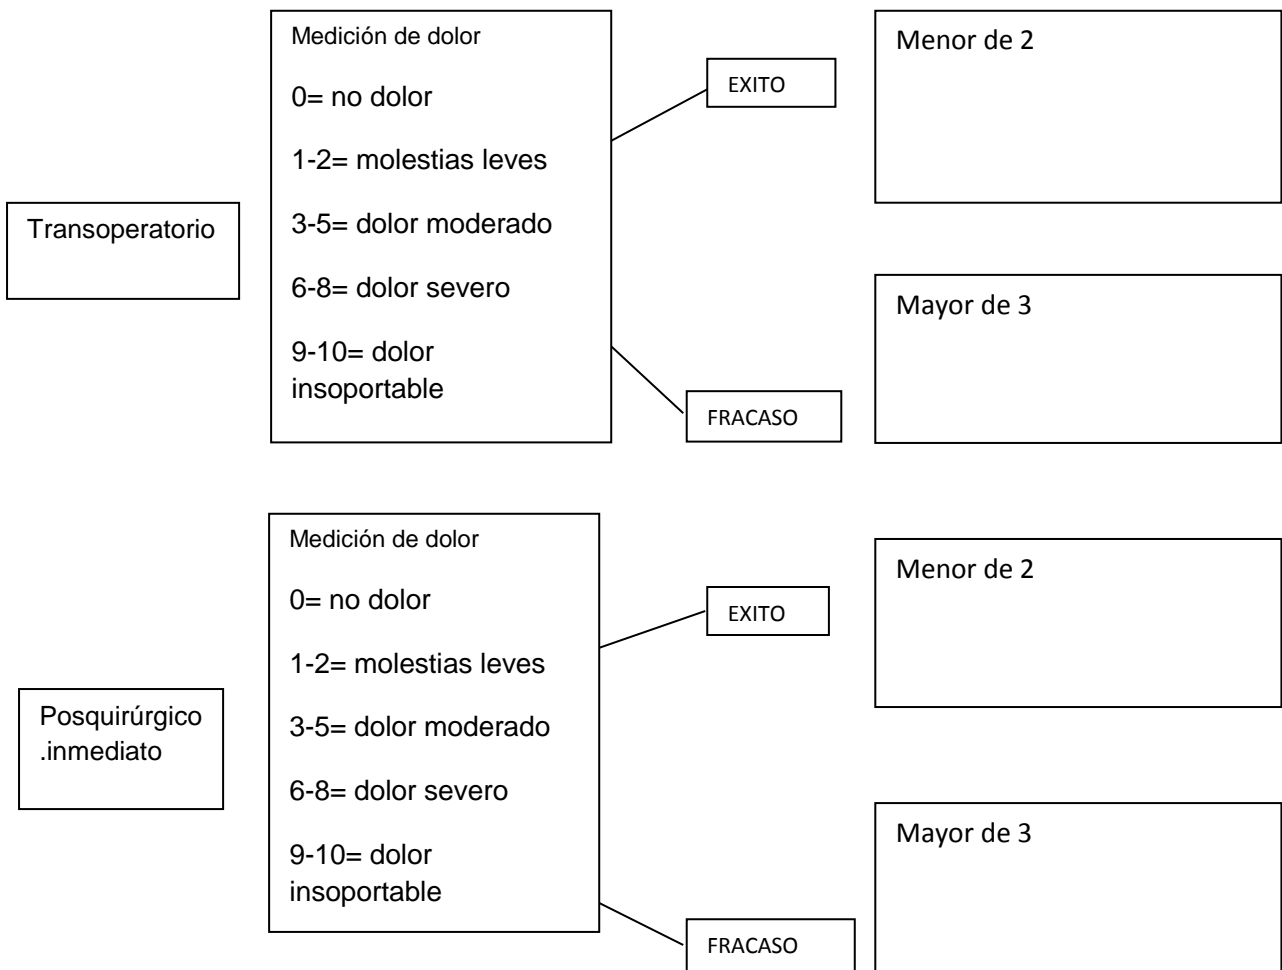 Transoperatorio
Medición de dolor
0= no dolor
1-2= molestias leves
3-5= dolor moderado
6-8= dolor severo
9-10= dolor
insoportable
EXITO
Menor de 2
FRACASO
Mayor de 3
Posquirúrgico
.inmediato
Medición de dolor
0= no dolor
1-2= molestias leves
3-5= dolor moderado
6-8= dolor severo
9-10= dolor
insoportable
EXITO
Menor de 2
FRACASO
Mayor de 3